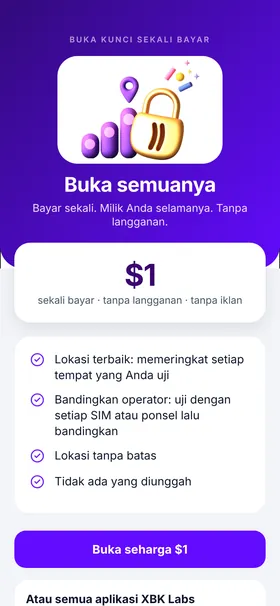 BUKA KUNCI SEKALI BAYAR
Buka semuanya
Bayar sekali. Milik Anda selamanya. Tanpa
langganan.
$1
sekali bayar · tanpa langganan · tanpa iklan
Lokasi terbaik: memeringkat setiap
tempat yang Anda uji
Bandingkan operator: uji dengan
setiap SIM atau ponsel lalu
bandingkan
Lokasi tanpa batas
Tidak ada yang diunggah
Buka seharga $1
Atau semua aplikasi XBK Labs